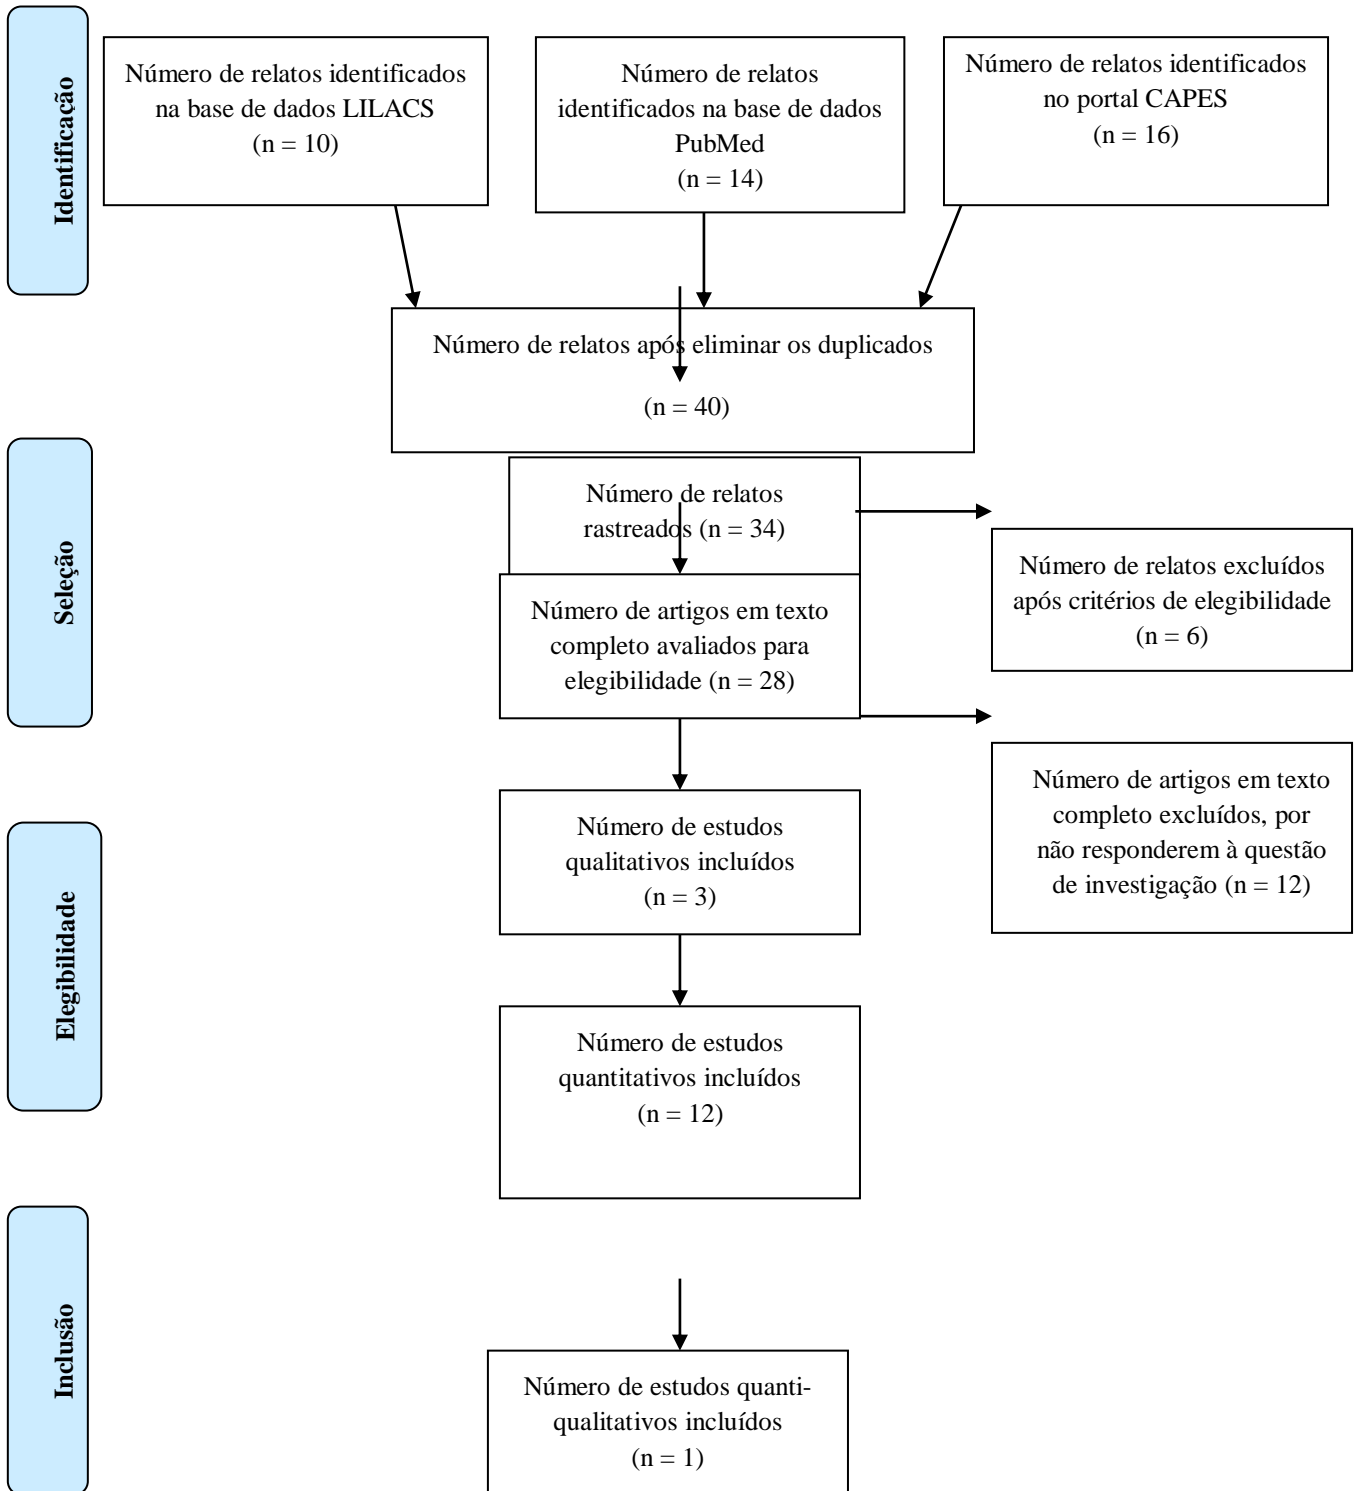 Identificação
Número de relatos identificados
na base de dados LILACS
(n = 10)
Número de relatos
identificados na base de dados
PubMed
(n = 14)
Número de relatos identificados
no portal CAPES
(n = 16)
Número de relatos após eliminar os duplicados
(n = 40)
Seleção
Número de relatos
rastreados (n = 34)
Número de relatos excluídos
após critérios de elegibilidade
(n = 6)
Número de artigos em texto
completo avaliados para
elegibilidade (n = 28)
Número de artigos em texto
completo excluídos, por
não responderem à questão
de investigação (n = 12)
Elegibilidade
Número de estudos
qualitativos incluídos
(n = 3)
Número de estudos
quantitativos incluídos
(n = 12)
Inclusão
Número de estudos quanti-
qualitativos incluídos
(n = 1)